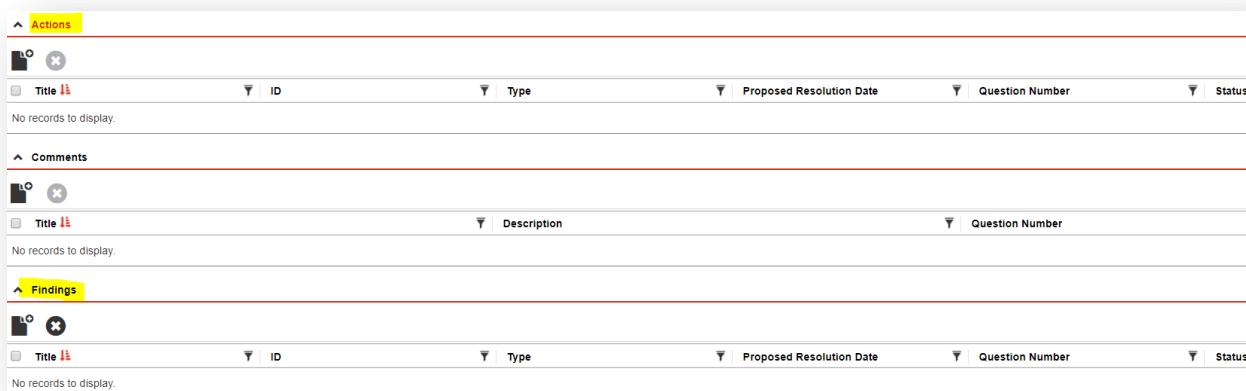 Actions
Title ID Type Proposed Resolution Date Question Number Status
No records to display.
Comments
Title Description Question Number
No records to display.
Findings
Title ID Type Proposed Resolution Date Question Number Status
No records to display.